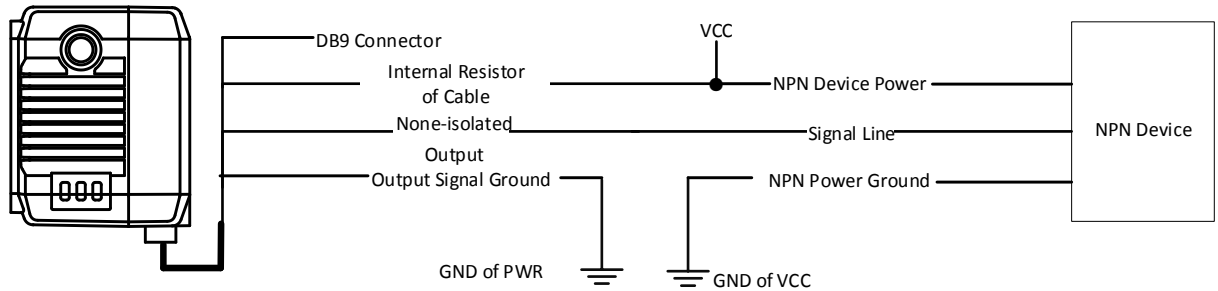 DB9 Connector
VCC
Internal Resistor
of Cable
NPN Device Power
None-isolated
Output
Signal Line
NPN Device
Output Signal Ground
NPN Power Ground
GND of PWR
GND of VCC